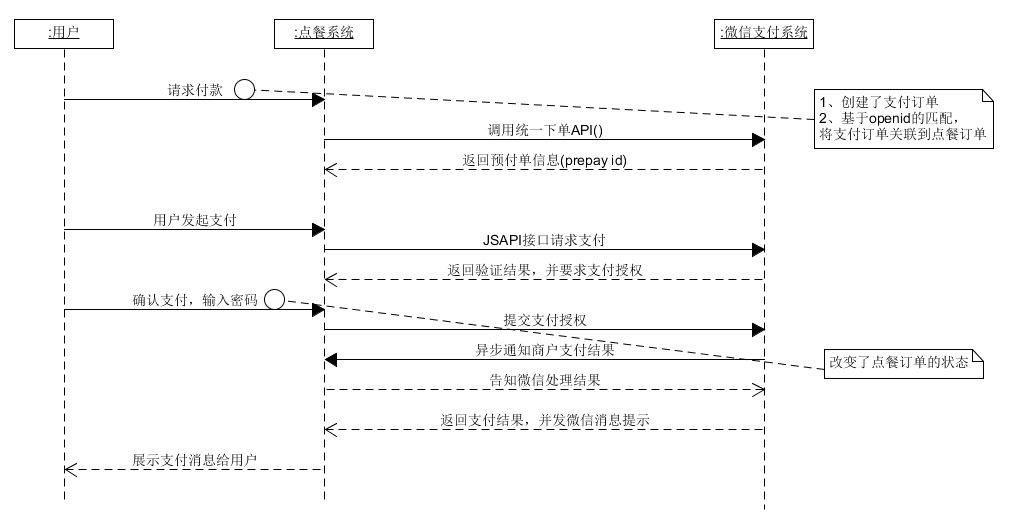 :用户
:点餐系统
:微信支付系统
请求付款
1、创建了支付订单
2、基于openid的匹配，
将支付订单关联到点餐订单
调用统一下单API()
返回预付单信息(prepay id)
用户发起支付
JSAPI接口请求支付
返回验证结果，并要求支付授权
确认支付，输入密码
提交支付授权
异步通知商户支付结果
改变了点餐订单的状态
告知微信处理结果
返回支付结果，并发微信消息提示
展示支付消息给用户